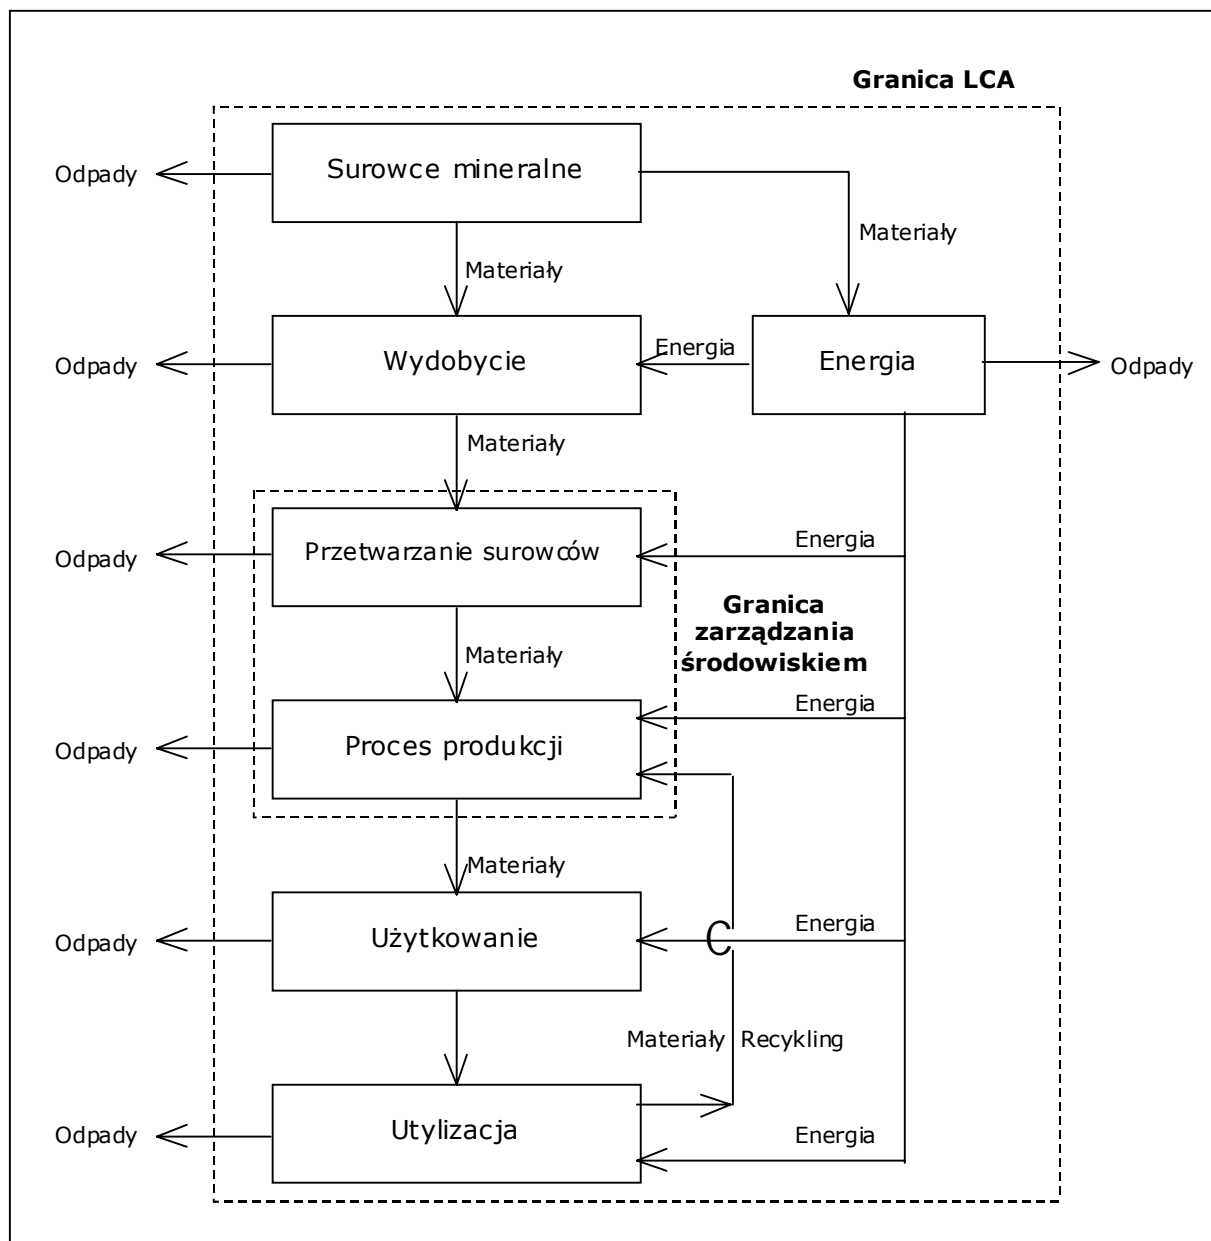 Granica LCA
Surowce mineralne
Odpady
Materiały
Materiały
Energia
Odpady
Wydobycie
Energia
Odpady
Materiały
Energia
Odpady
Przetwarzanie surowców
Granica
zarządzania
środowiskiem
Materiały
Energia
Odpady
Proces produkcji
Materiały
Energia
Odpady
Użytkowanie
Materiały
Recykling
Energia
Odpady
Utylizacja